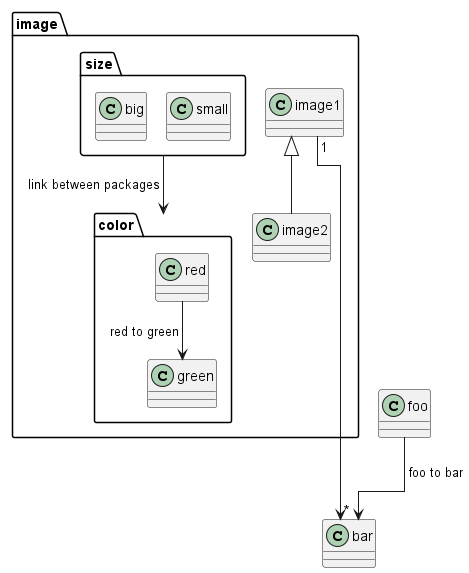 image
size
C big
C small
C image1
1
link between packages
color
C image2
C red
red to green
C green
C foo
foo to bar
*
C bar